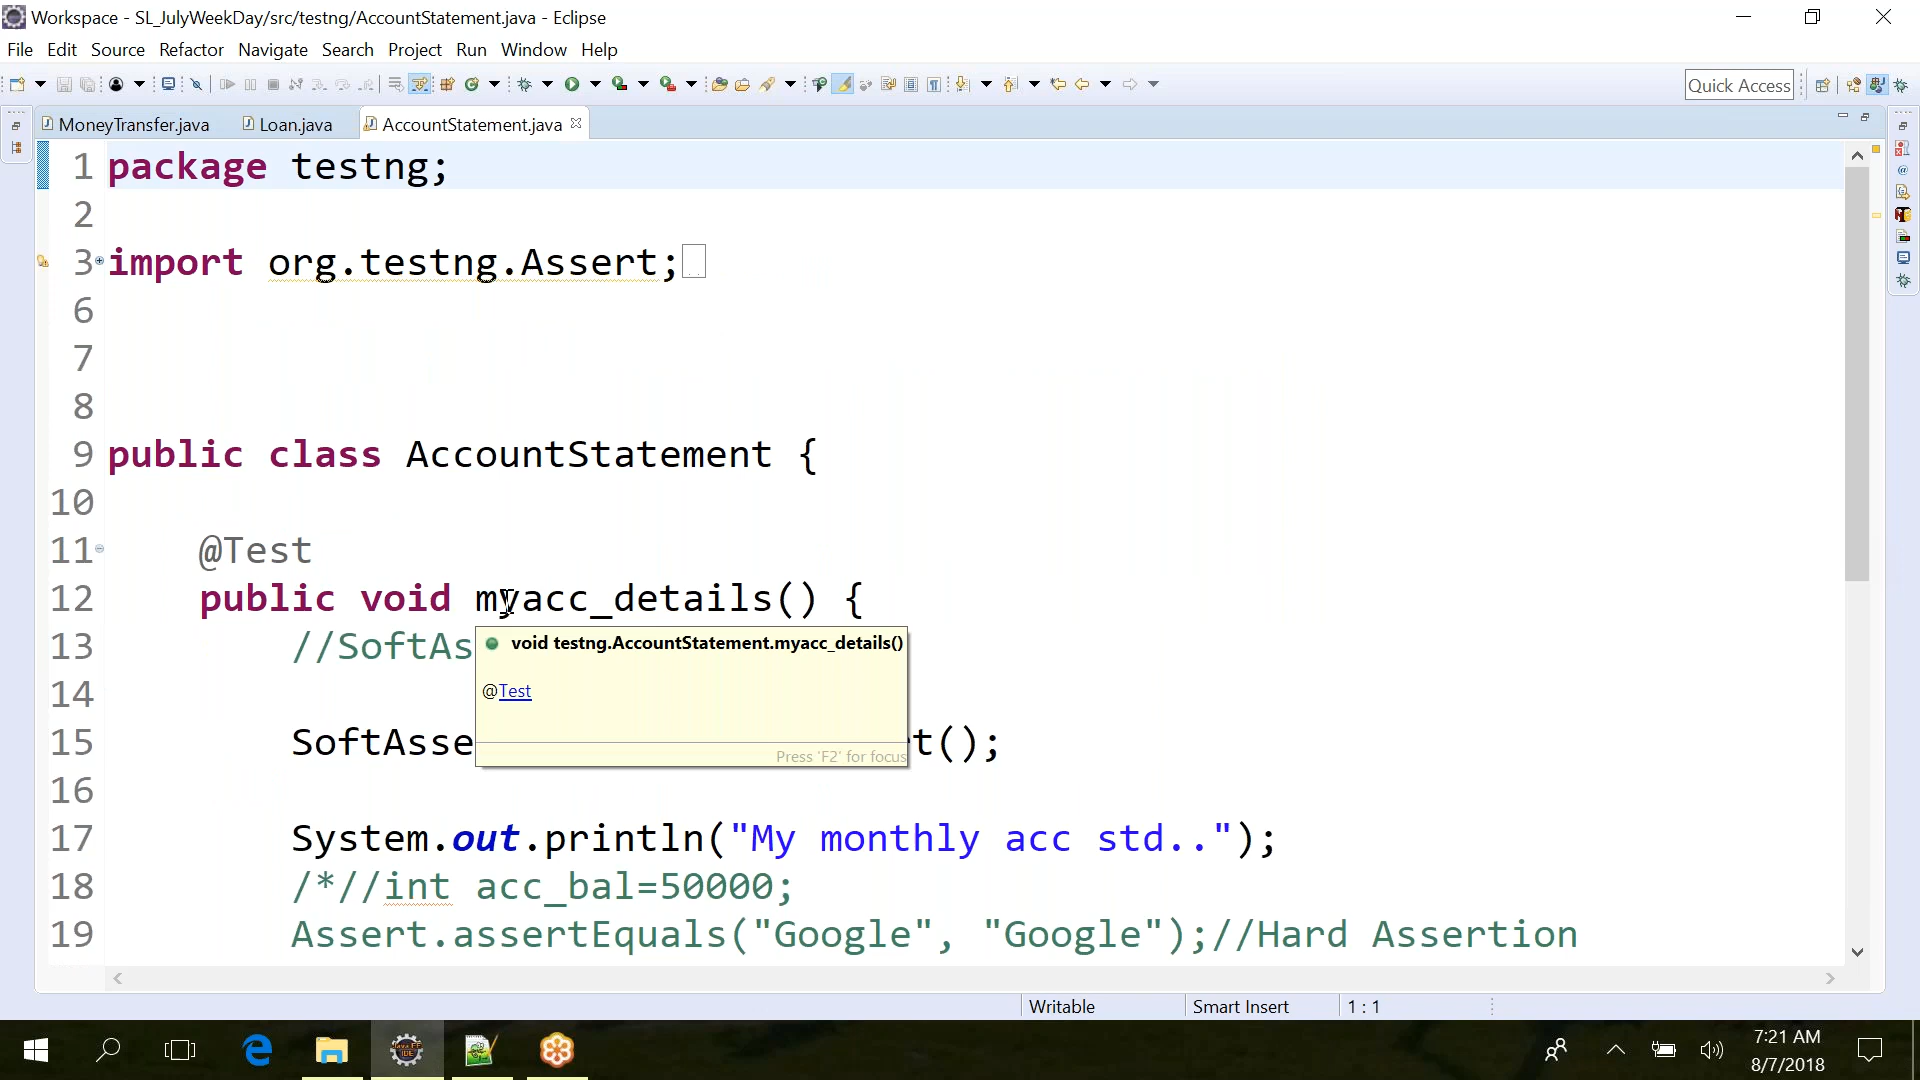 Workspace - SL_JulyWeekDay/src/testng/AccountStatement.java - Eclipse
File Edit Source Refactor Navigate Search Project Run Window Help
Quick Access
MoneyTransfer.java Loan.java AccountStatement.java
1 package testng;
2
3 import org.testng.Assert;
6
7
8
9 public class AccountStatement {
10
11 @Test
12 public void myacc_details() {
13 //SoftAs
void testng.AccountStatement.myacc_details()
14
@Test
15 SoftAsse t();
Press 'F2' for focus
16
17 System.out.println("My monthly acc std..");
18 /*//int acc_bal=50000;
19 Assert.assertEquals("Google", "Google");//Hard Assertion
Writable Smart Insert 1 : 1
7:21 AM
8/7/2018